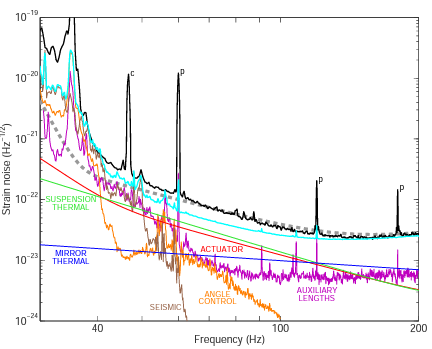 10^-19
10^-20
10^-21
10^-22
10^-23
10^-24
Strain noise (Hz^-1/2)
c
p
p
p
SUSPENSION
THERMAL
ACTUATOR
MIRROR
THERMAL
AUXILIARY
LENGTHS
ANGLE
CONTROL
SEISMIC
40
100
200
Frequency (Hz)